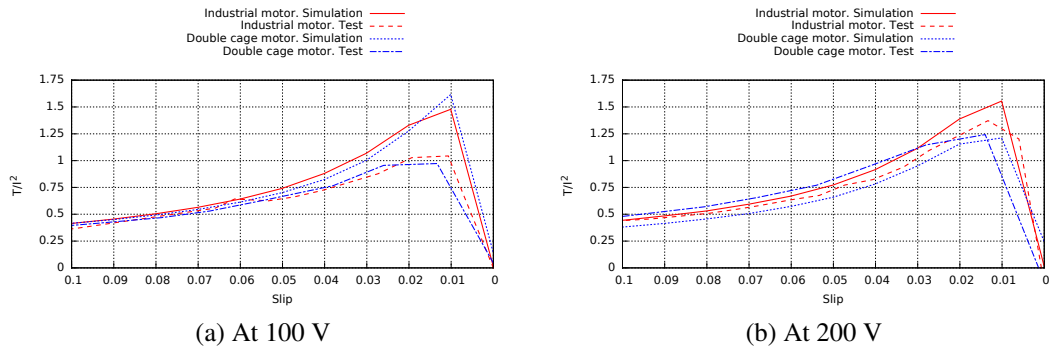 Industrial motor. Simulation
Industrial motor. Test
Double cage motor. Simulation
Double cage motor. Test
1.75
1.5
1.25
1
0.75
0.5
0.25
0
T/I²
0.1 0.09 0.08 0.07 0.06 0.05 0.04 0.03 0.02 0.01 0
Slip
(a) At 100 V
Industrial motor. Simulation
Industrial motor. Test
Double cage motor. Simulation
Double cage motor. Test
1.75
1.5
1.25
1
0.75
0.5
0.25
0
T/I²
0.1 0.09 0.08 0.07 0.06 0.05 0.04 0.03 0.02 0.01 0
Slip
(b) At 200 V